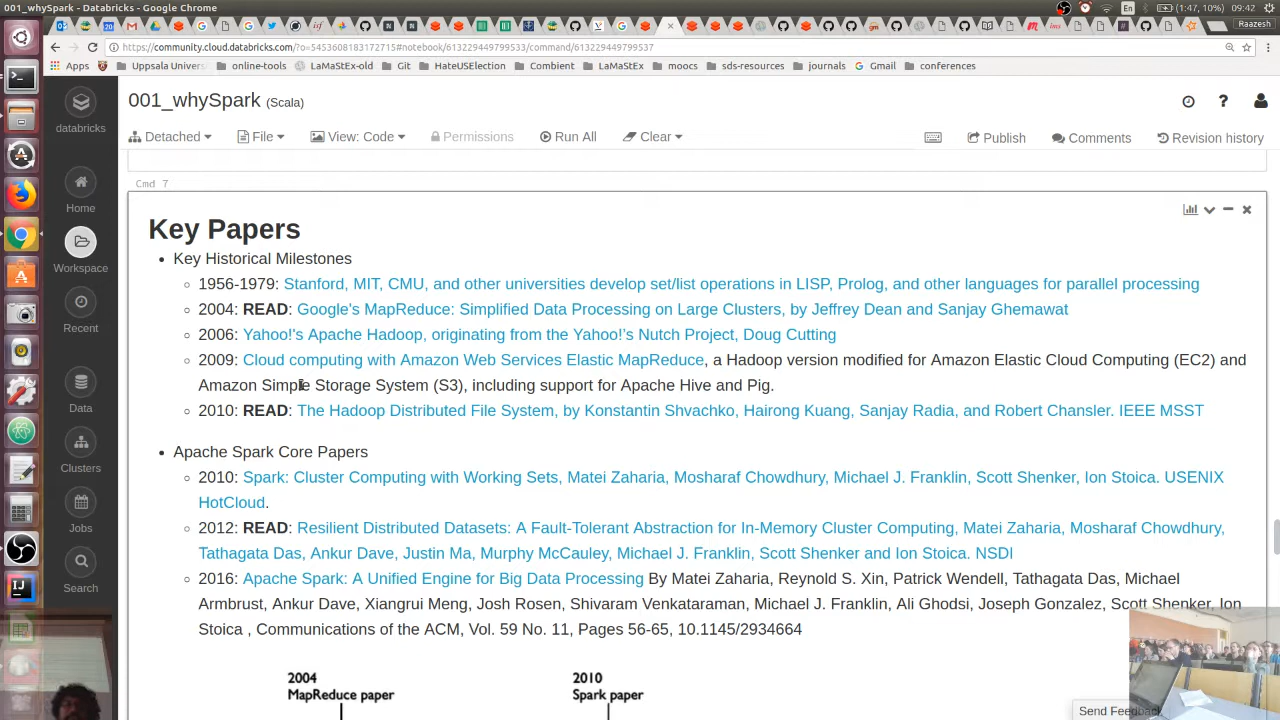 001_whySpark - Databricks - Google Chrome
En
(1:47, 10%)
09:42
Raazesh
https://community.cloud.databricks.com/?o=5453608183172715#notebook/613229449799533/command/613229449799537
Apps
Uppsala Univers
online-tools
LaMaStEx-old
Git
HateUSElection
Combient
LaMaStEx
moocs
sds-resources
journals
Gmail
conferences
databricks
Home
Workspace
Recent
Data
Clusters
Jobs
Search
001_whySpark (Scala)
Detached
File
View: Code
Permissions
Run All
Clear
Publish
Comments
Revision history
Cmd 7
Key Papers
Key Historical Milestones
1956-1979: Stanford, MIT, CMU, and other universities develop set/list operations in LISP, Prolog, and other languages for parallel processing
2004: READ: Google's MapReduce: Simplified Data Processing on Large Clusters, by Jeffrey Dean and Sanjay Ghemawat
2006: Yahoo!'s Apache Hadoop, originating from the Yahoo!'s Nutch Project, Doug Cutting
2009: Cloud computing with Amazon Web Services Elastic MapReduce, a Hadoop version modified for Amazon Elastic Cloud Computing (EC2) and
Amazon Simple Storage System (S3), including support for Apache Hive and Pig.
2010: READ: The Hadoop Distributed File System, by Konstantin Shvachko, Hairong Kuang, Sanjay Radia, and Robert Chansler. IEEE MSST
Apache Spark Core Papers
2010: Spark: Cluster Computing with Working Sets, Matei Zaharia, Mosharaf Chowdhury, Michael J. Franklin, Scott Shenker, Ion Stoica. USENIX
HotCloud.
2012: READ: Resilient Distributed Datasets: A Fault-Tolerant Abstraction for In-Memory Cluster Computing, Matei Zaharia, Mosharaf Chowdhury,
Tathagata Das, Ankur Dave, Justin Ma, Murphy McCauley, Michael J. Franklin, Scott Shenker and Ion Stoica. NSDI
2016: Apache Spark: A Unified Engine for Big Data Processing By Matei Zaharia, Reynold S. Xin, Patrick Wendell, Tathagata Das, Michael
Armbrust, Ankur Dave, Xiangrui Meng, Josh Rosen, Shivaram Venkataraman, Michael J. Franklin, Ali Ghodsi, Joseph Gonzalez, Scott Shenker, Ion
Stoica , Communications of the ACM, Vol. 59 No. 11, Pages 56-65, 10.1145/2934664
2004
MapReduce paper
2010
Spark paper
Send Feedback